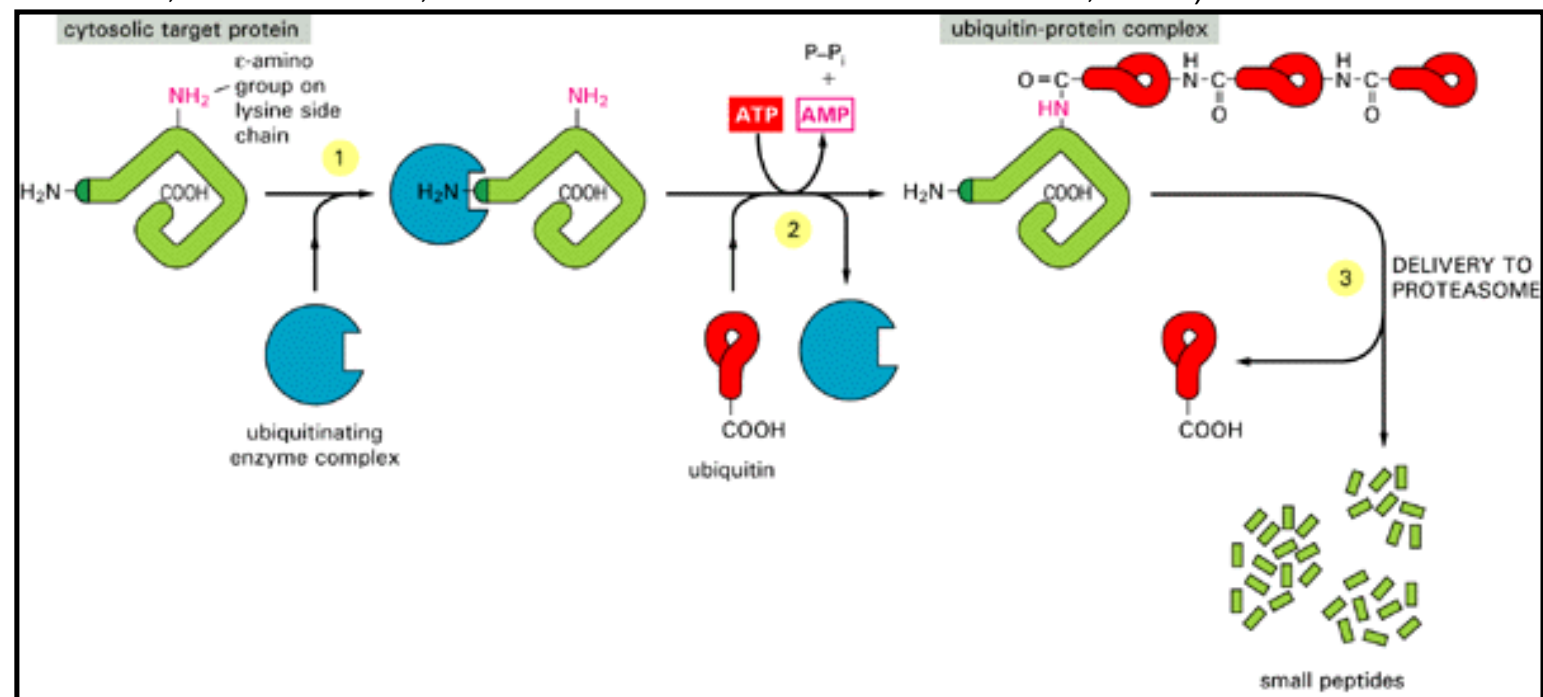 cytosolic target protein
ε-amino
group on
lysine side
chain
NH₂
H₂N
COOH
1
ubiquitinating
enzyme complex
NH₂
H₂N
COOH
P–Pᵢ
+
ATP
AMP
2
COOH
ubiquitin
ubiquitin-protein complex
O=C
HN
H
N-C
O
H
N-C
O
H₂N
COOH
3
DELIVERY TO
PROTEASOME
COOH
small peptides